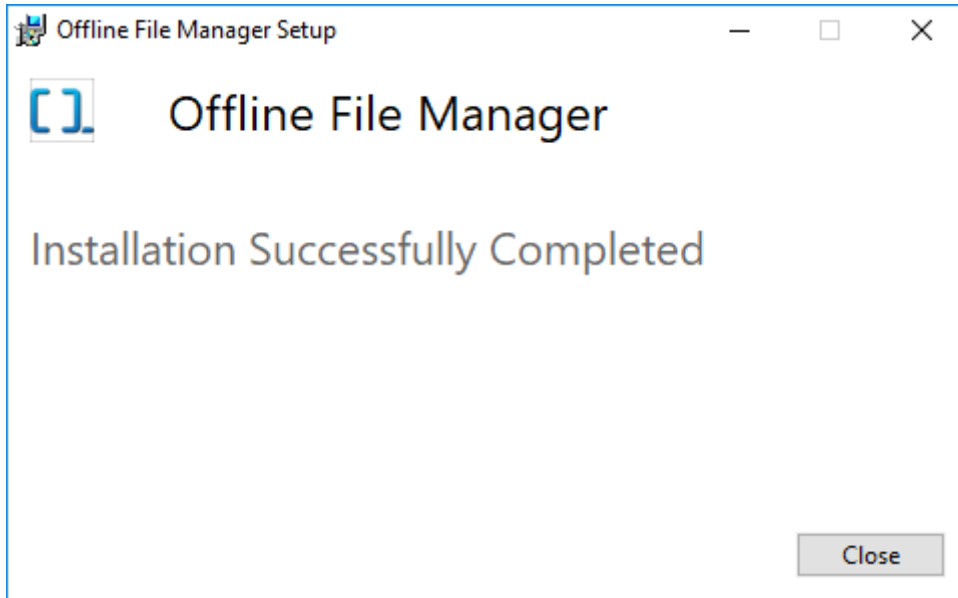 Offline File Manager Setup
Offline File Manager
Installation Successfully Completed
Close